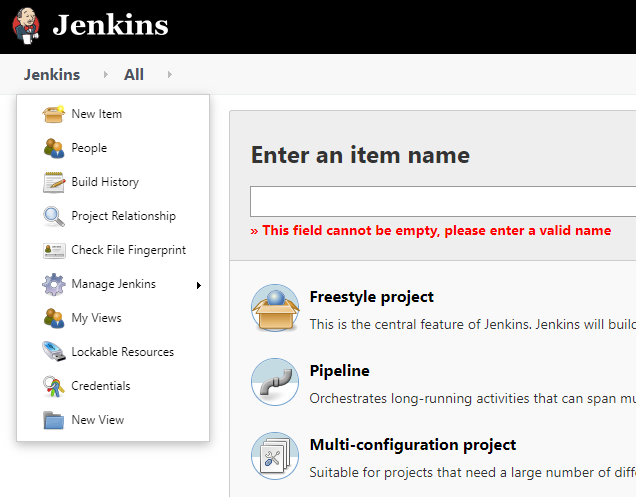 Jenkins
Jenkins
All
New Item
People
Build History
Project Relationship
Check File Fingerprint
Manage Jenkins
My Views
Lockable Resources
Credentials
New View
Enter an item name
» This field cannot be empty, please enter a valid name
Freestyle project
This is the central feature of Jenkins. Jenkins will build
Pipeline
Orchestrates long-running activities that can span mu
Multi-configuration project
Suitable for projects that need a large number of diffe